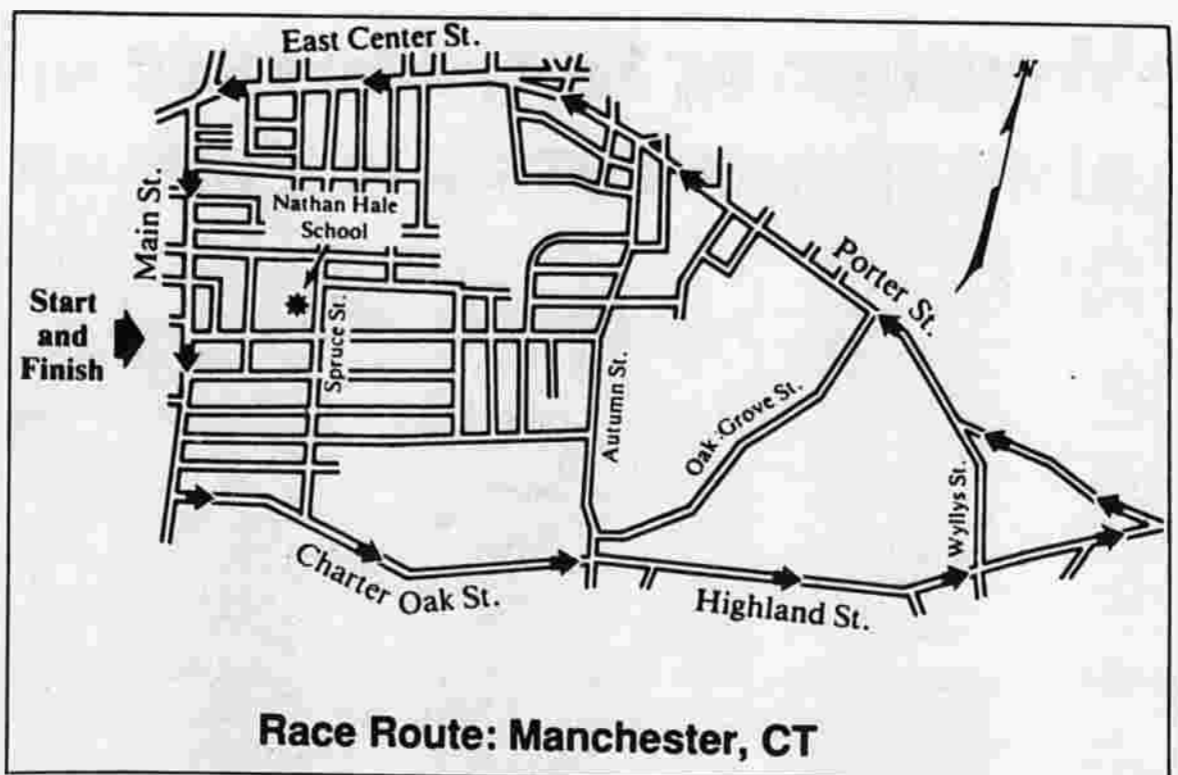 East Center St.
N
Main St.
Nathan Hale
School
Porter St.
Start
and
Finish
Spruce St.
Autumn St.
Oak Grove St.
Wyllys St.
Charter Oak St.
Highland St.
Race Route: Manchester, CT